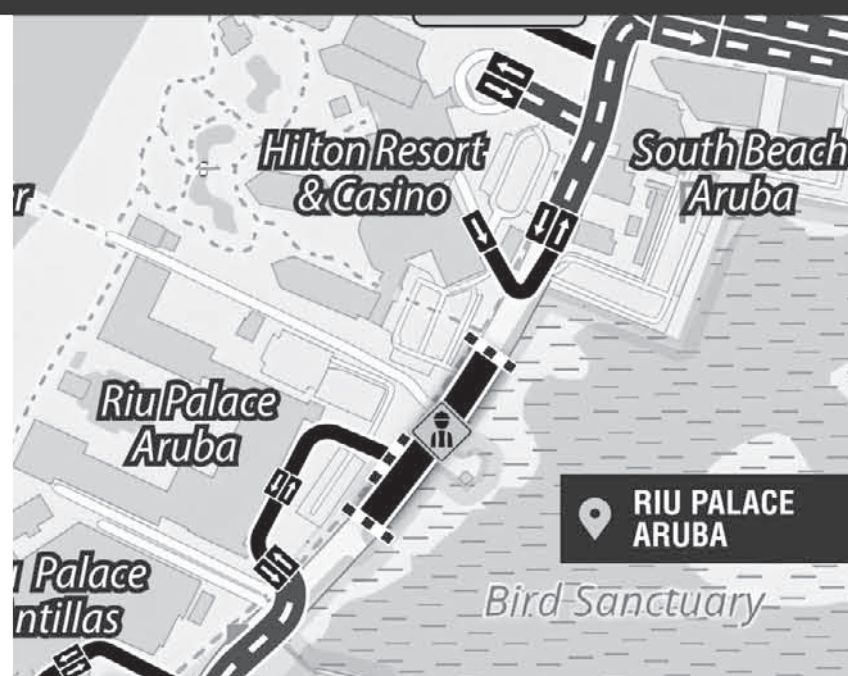 Hilton Resort
& Casino
South Beach
Aruba
r
Riu Palace
Aruba
RIU PALACE
ARUBA
Palace
ntillas
Bird Sanctuary